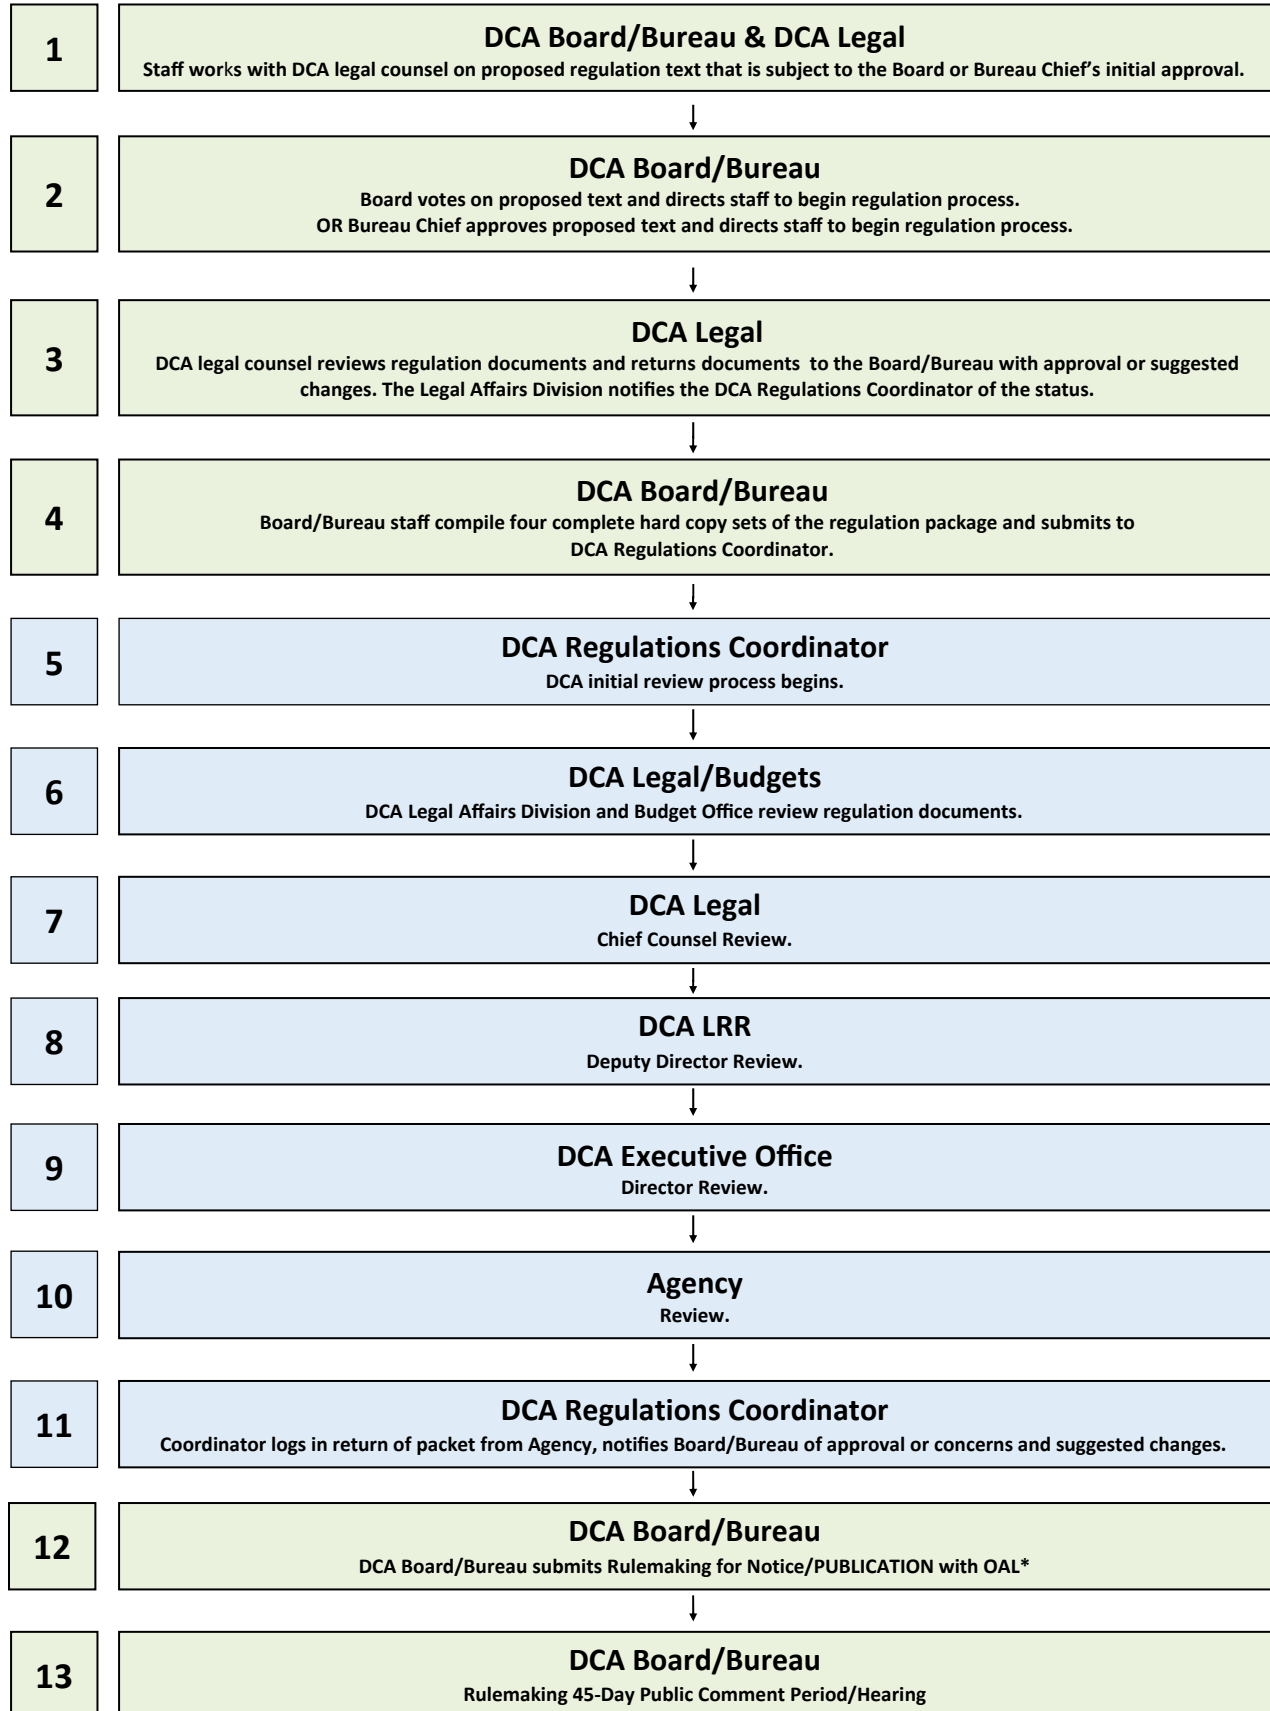 1
DCA Board/Bureau & DCA Legal
Staff works with DCA legal counsel on proposed regulation text that is subject to the Board or Bureau Chief's initial approval.
2
DCA Board/Bureau
Board votes on proposed text and directs staff to begin regulation process.
OR Bureau Chief approves proposed text and directs staff to begin regulation process.
3
DCA Legal
DCA legal counsel reviews regulation documents and returns documents to the Board/Bureau with approval or suggested
changes. The Legal Affairs Division notifies the DCA Regulations Coordinator of the status.
4
DCA Board/Bureau
Board/Bureau staff compile four complete hard copy sets of the regulation package and submits to
DCA Regulations Coordinator.
5
DCA Regulations Coordinator
DCA initial review process begins.
6
DCA Legal/Budgets
DCA Legal Affairs Division and Budget Office review regulation documents.
7
DCA Legal
Chief Counsel Review.
8
DCA LRR
Deputy Director Review.
9
DCA Executive Office
Director Review.
10
Agency
Review.
11
DCA Regulations Coordinator
Coordinator logs in return of packet from Agency, notifies Board/Bureau of approval or concerns and suggested changes.
12
DCA Board/Bureau
DCA Board/Bureau submits Rulemaking for Notice/PUBLICATION with OAL*
13
DCA Board/Bureau
Rulemaking 45-Day Public Comment Period/Hearing